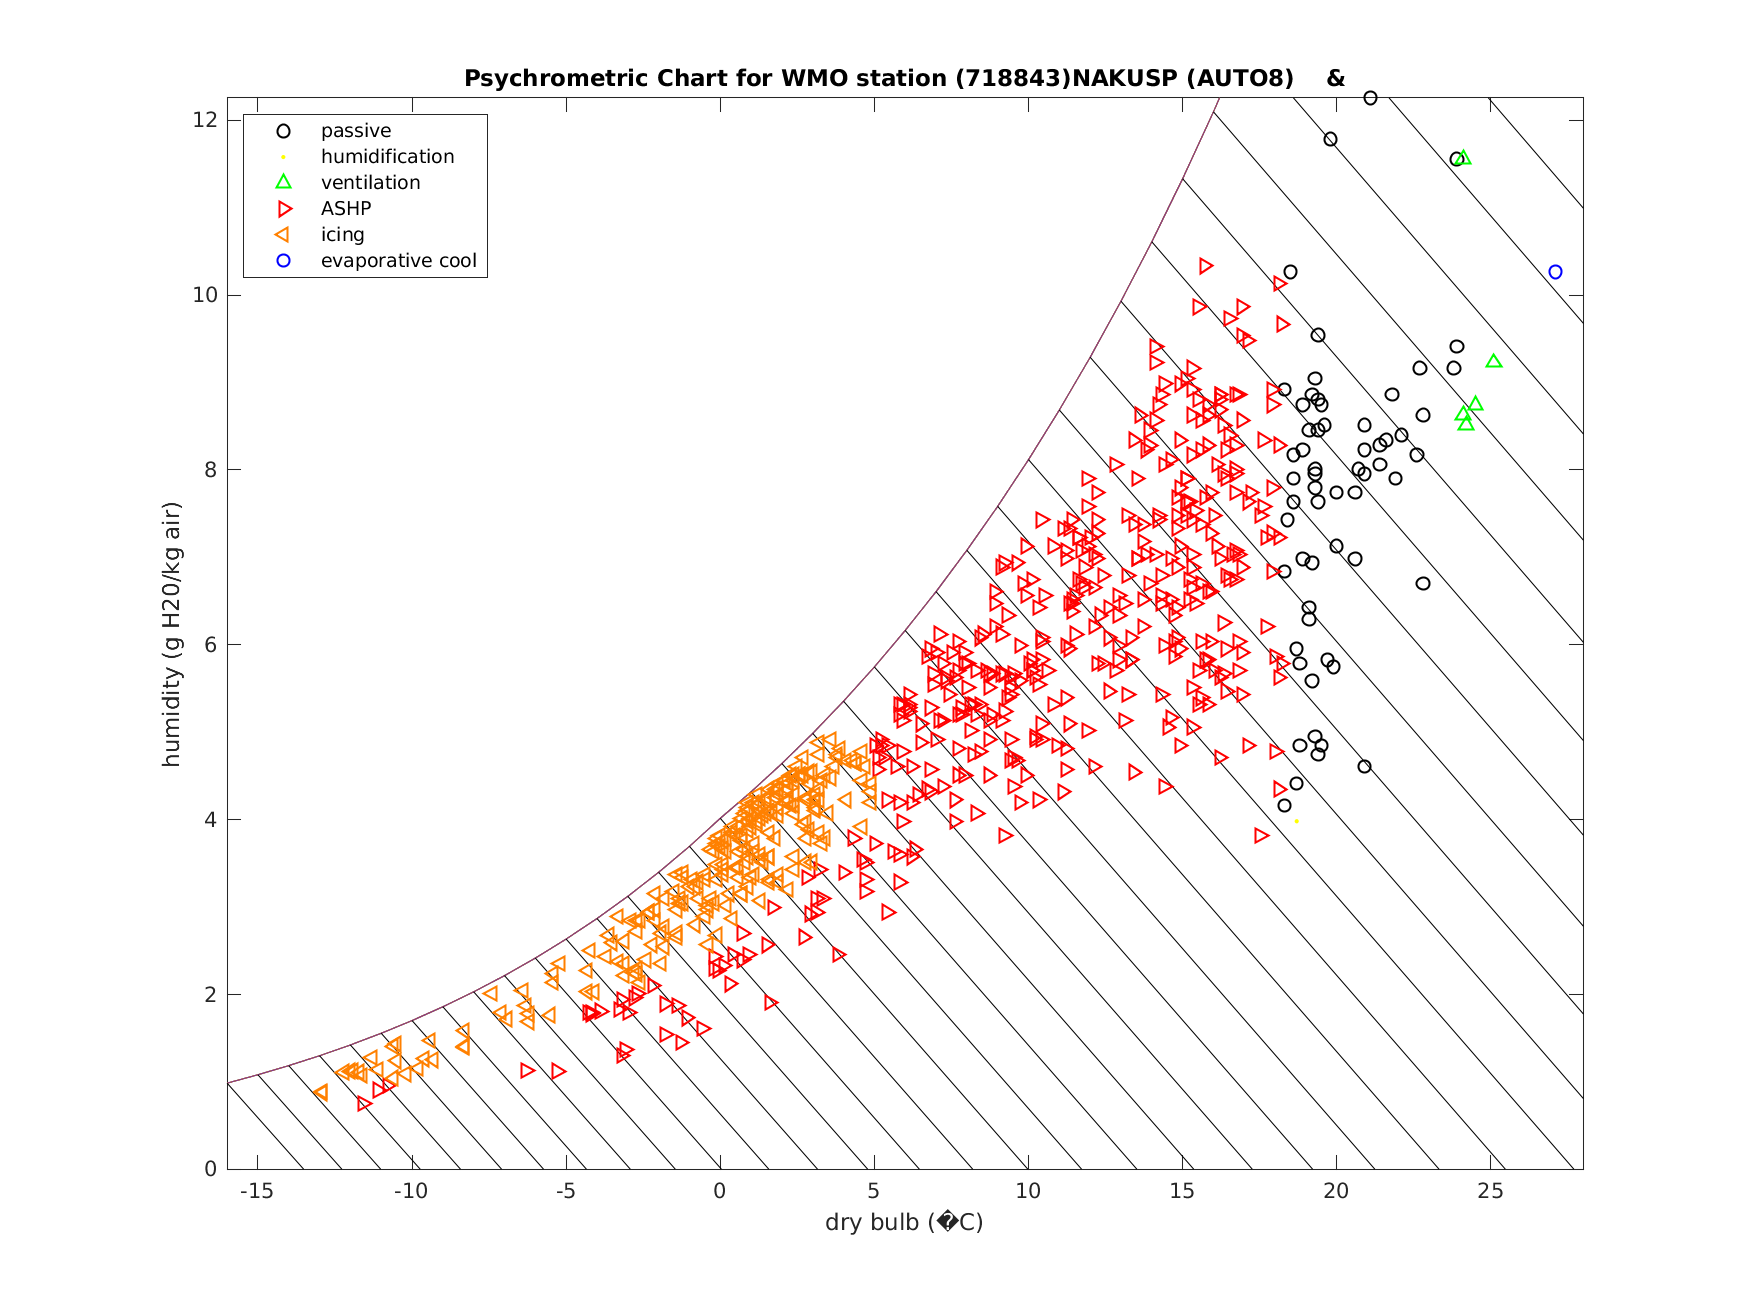 Psychrometric Chart for WMO station (718843)NAKUSP (AUTO8)    &
passive
humidification
ventilation
ASHP
icing
evaporative cool
humidity (g H20/kg air)
12
10
8
6
4
2
0
-15 -10 -5 0 5 10 15 20 25
dry bulb (�C)